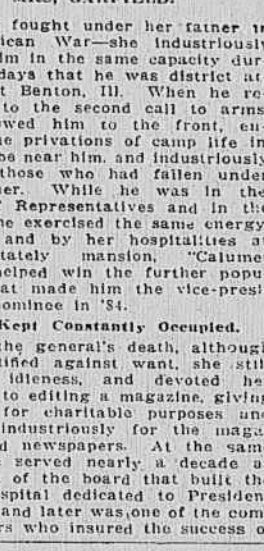 fought under her father in
ican War—she industriously
im in the same capacity dur-
days that he was district at-
t Benton, Ill. When he re-
to the second call to arms
owed him to the front, en-
e privations of camp life in
be near him, and industriously
those who had fallen under
er. While he was in the
f Representatives and in the
he exercised the same energy,
and by her hospitalities at
tately mansion, "Calumet
helped win the further popu
at made him the vice-presi
ominee in '84.
Kept Constantly Occupied.
the general's death, although
tified against want, she still
idleness, and devoted he
to editing a magazine, giving
for charitable purposes and
industriously for the maga
d newspapers. At the same
served nearly a decade a
of the board that built the
spital dedicated to Presiden
and later was one of the com
rs who insured the success o